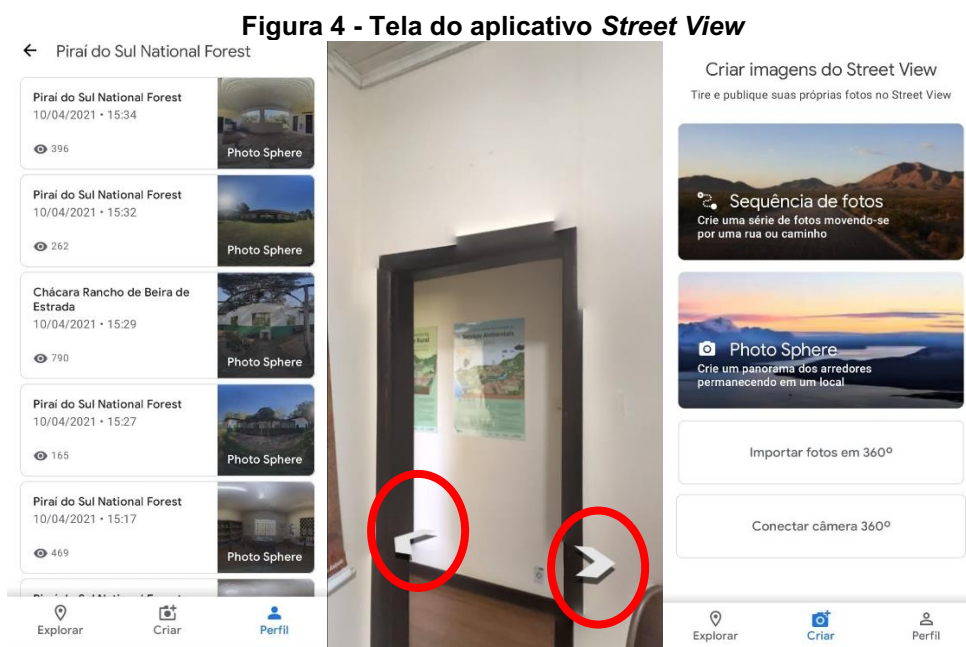 Figura 4 - Tela do aplicativo Street View
Piraí do Sul National Forest
Piraí do Sul National Forest
10/04/2021 • 15:34
396
Photo Sphere
Piraí do Sul National Forest
10/04/2021 • 15:32
262
Photo Sphere
Chácara Rancho de Beira de
Estrada
10/04/2021 • 15:29
790
Photo Sphere
Piraí do Sul National Forest
10/04/2021 • 15:27
165
Photo Sphere
Piraí do Sul National Forest
10/04/2021 • 15:17
469
Photo Sphere
Explorar
Criar
Perfil
Rural
Serviços Ambientais
Criar imagens do Street View
Tire e publique suas próprias fotos no Street View
Sequência de fotos
Crie uma série de fotos movendo-se
por uma rua ou caminho
Photo Sphere
Crie um panorama dos arredores
permanecendo em um local
Importar fotos em 360º
Conectar câmera 360º
Explorar
Criar
Perfil